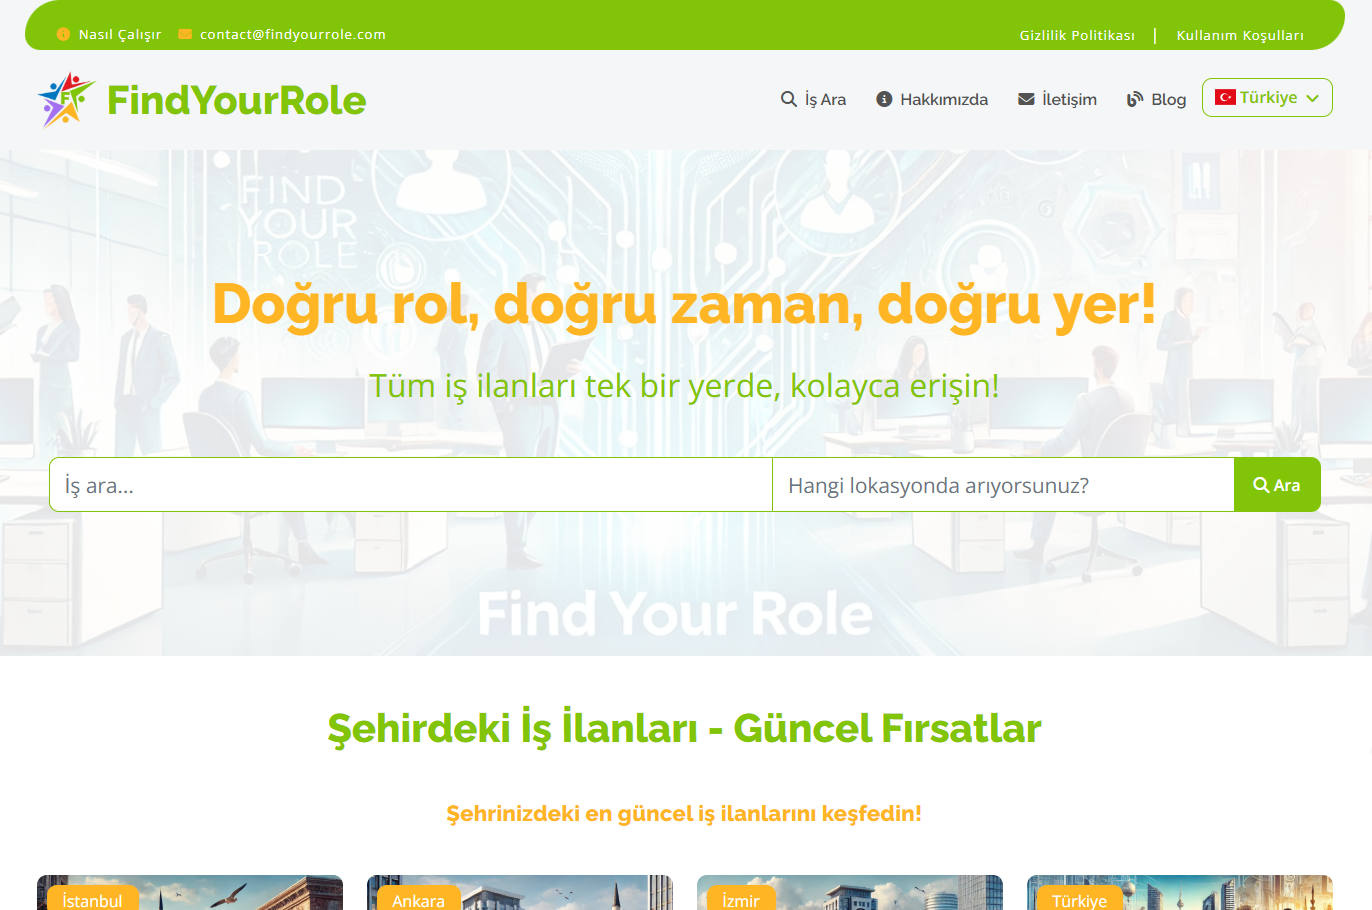 Nasıl Çalışır contact@findyourrole.com Gizlilik Politikası | Kullanım Koşulları
FindYourRole
İş Ara Hakkımızda İletişim Blog Türkiye
FIND
YOUR
ROLE
Doğru rol, doğru zaman, doğru yer!
Tüm iş ilanları tek bir yerde, kolayca erişin!
İş ara... Hangi lokasyonda arıyorsunuz? Ara
Find Your Role
Şehirdeki İş İlanları - Güncel Fırsatlar
Şehrinizdeki en güncel iş ilanlarını keşfedin!
İstanbul Ankara İzmir Türkiye